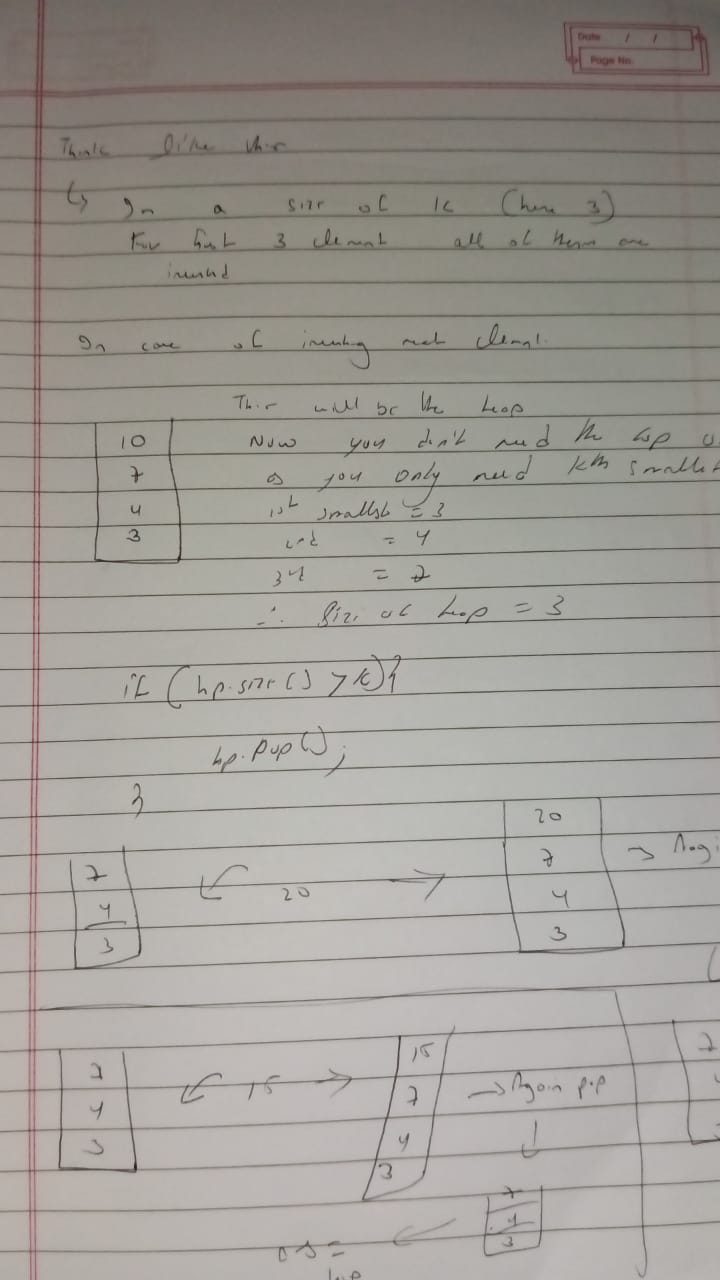 Date / /
Page No.
Think like this
↳ In a size of K (here 3)
For first 3 element all of them are
inserted
In case of inserting next element.
This will be the heap
10
Now you don't need the top
7
as you only need kth smallest
4
1st smallest = 3
3
2nd = 4
3rd = 7
∴ Size of heap = 3
if (hp.size() > k){
hp.pop();
}
7
4
3
20
20
7
4
3
→
7
4
3
15
15
7
4
3
→ Again pop
7
4
3
7